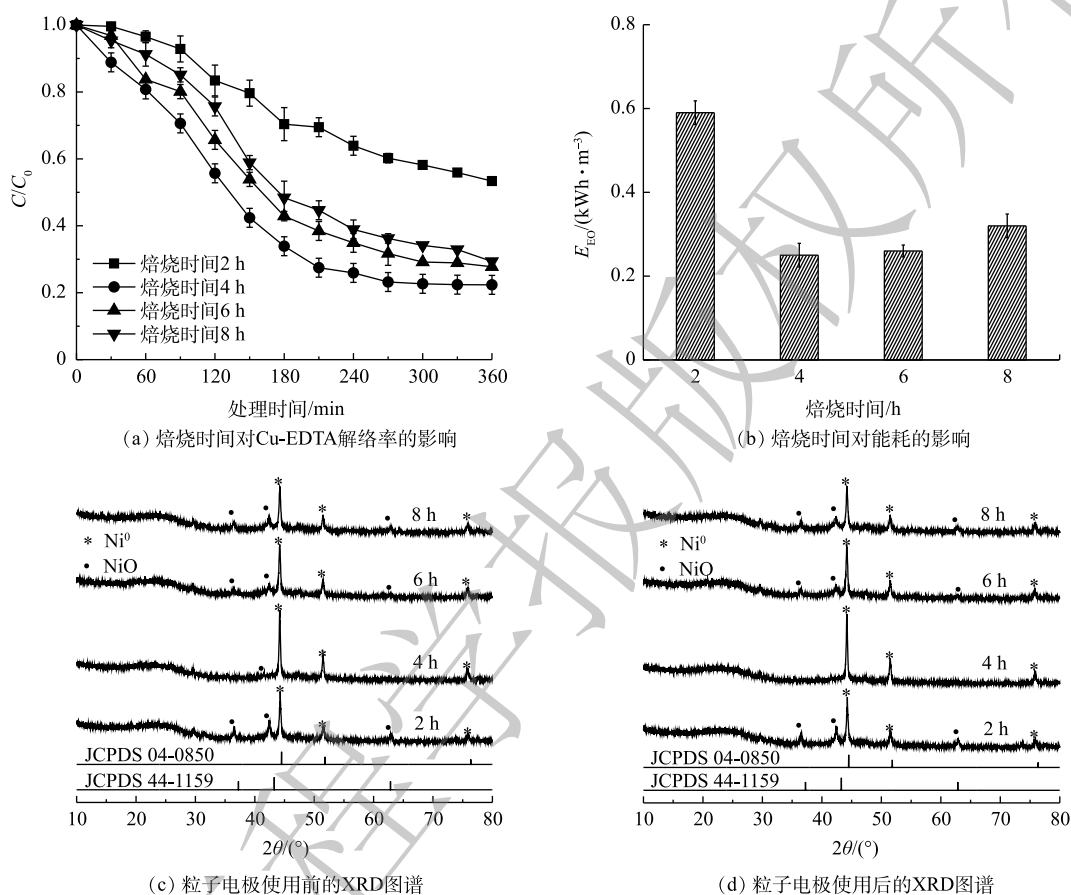 1.0
0.8
0.6
0.4
0.2
0
C/C₀
焙烧时间2 h
焙烧时间4 h
焙烧时间6 h
焙烧时间8 h
0 60 120 180 240 300 360
处理时间/min
(a) 焙烧时间对Cu-EDTA解络率的影响
0.8
0.6
0.4
0.2
0
E_EO/(kWh·m⁻³)
2 4 6 8
焙烧时间/h
(b) 焙烧时间对能耗的影响
* * *
8 h
* Ni⁰
• NiO
* * *
6 h
* * *
4 h
* * *
2 h
JCPDS 04-0850
JCPDS 44-1159
10 20 30 40 50 60 70 80
2θ/(°)
(c) 粒子电极使用前的XRD图谱
* * *
8 h
* Ni⁰
• NiO
* * *
6 h
* * *
4 h
* * *
2 h
JCPDS 04-0850
JCPDS 44-1159
10 20 30 40 50 60 70 80
2θ/(°)
(d) 粒子电极使用后的XRD图谱
程学报版权所